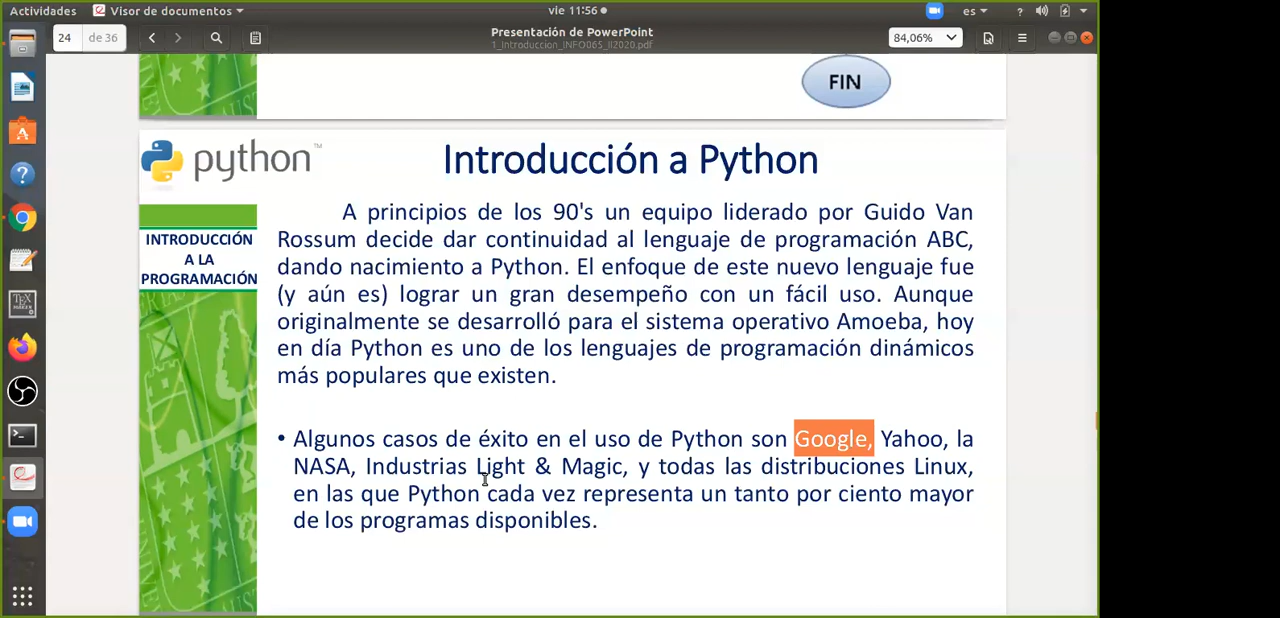 Actividades
Visor de documentos
vie 11:56
es
24
de 36
Presentación de PowerPoint
1_Introduccion_INFO085_II2020.pdf
84,06%
FIN
python™
Introducción a Python
INTRODUCCIÓN
A LA
PROGRAMACIÓN
A principios de los 90's un equipo liderado por Guido Van
Rossum decide dar continuidad al lenguaje de programación ABC,
dando nacimiento a Python. El enfoque de este nuevo lenguaje fue
(y aún es) lograr un gran desempeño con un fácil uso. Aunque
originalmente se desarrolló para el sistema operativo Amoeba, hoy
en día Python es uno de los lenguajes de programación dinámicos
más populares que existen.
• Algunos casos de éxito en el uso de Python son Google, Yahoo, la
NASA, Industrias Light & Magic, y todas las distribuciones Linux,
en las que Python cada vez representa un tanto por ciento mayor
de los programas disponibles.